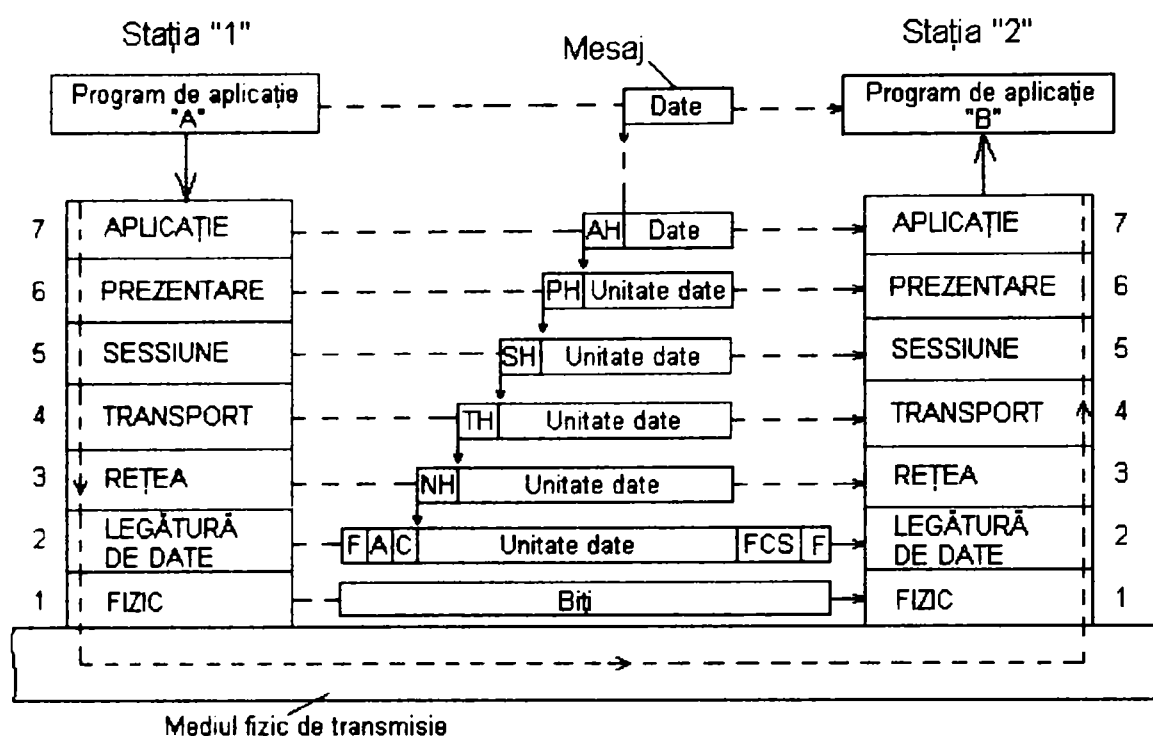 Stația "1"
Mesaj
Stația "2"
Program de aplicație
"A"
Date
Program de aplicație
"B"
7 APLICAȚIE AH Date APLICAȚIE 7
6 PREZENTARE PH Unitate date PREZENTARE 6
5 SESSIUNE SH Unitate date SESSIUNE 5
4 TRANSPORT TH Unitate date TRANSPORT 4
3 REȚEA NH Unitate date REȚEA 3
2 LEGĂTURĂ DE DATE F A C Unitate date FCS F LEGĂTURĂ DE DATE 2
1 FIZIC Biți FIZIC 1
Mediul fizic de transmisie